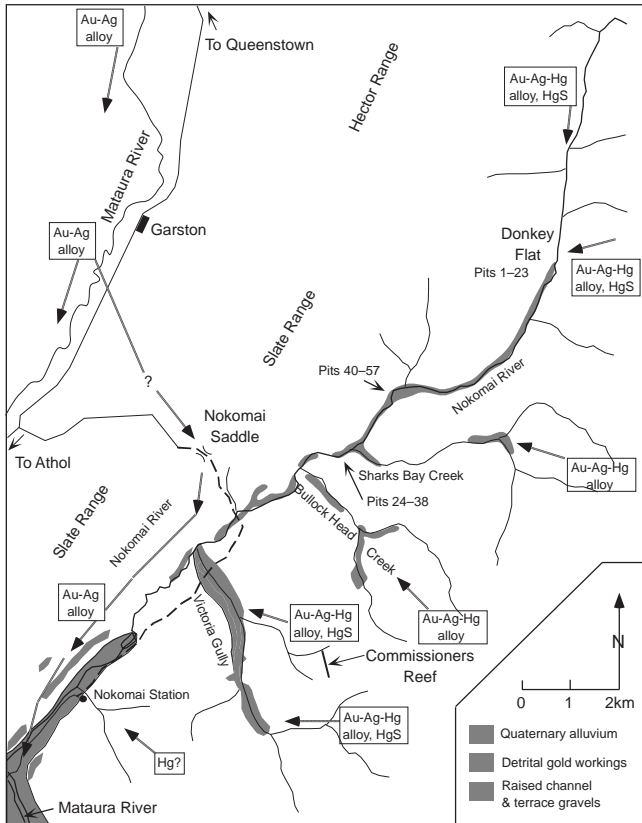 Au-Ag
alloy
To Queenstown
Hector Range
Au-Ag-Hg
alloy, HgS
Mataura River
Au-Ag
alloy
Garston
Donkey
Flat
Pits 1–23
Au-Ag-Hg
alloy, HgS
Slate Range
Pits 40–57
Nokomai River
?
Nokomai
Saddle
To Athol
Sharks Bay Creek
Au-Ag-Hg
alloy
Pits 24–38
Bullock Head
Creek
Slate Range
Nokomai River
Au-Ag
alloy
Victoria Gully
Au-Ag-Hg
alloy, HgS
Au-Ag-Hg
alloy
Commissioners
Reef
N
Nokomai Station
Au-Ag-Hg
alloy, HgS
Hg?
0 1 2km
Quaternary alluvium
Detrital gold workings
Raised channel
& terrace gravels
Mataura River